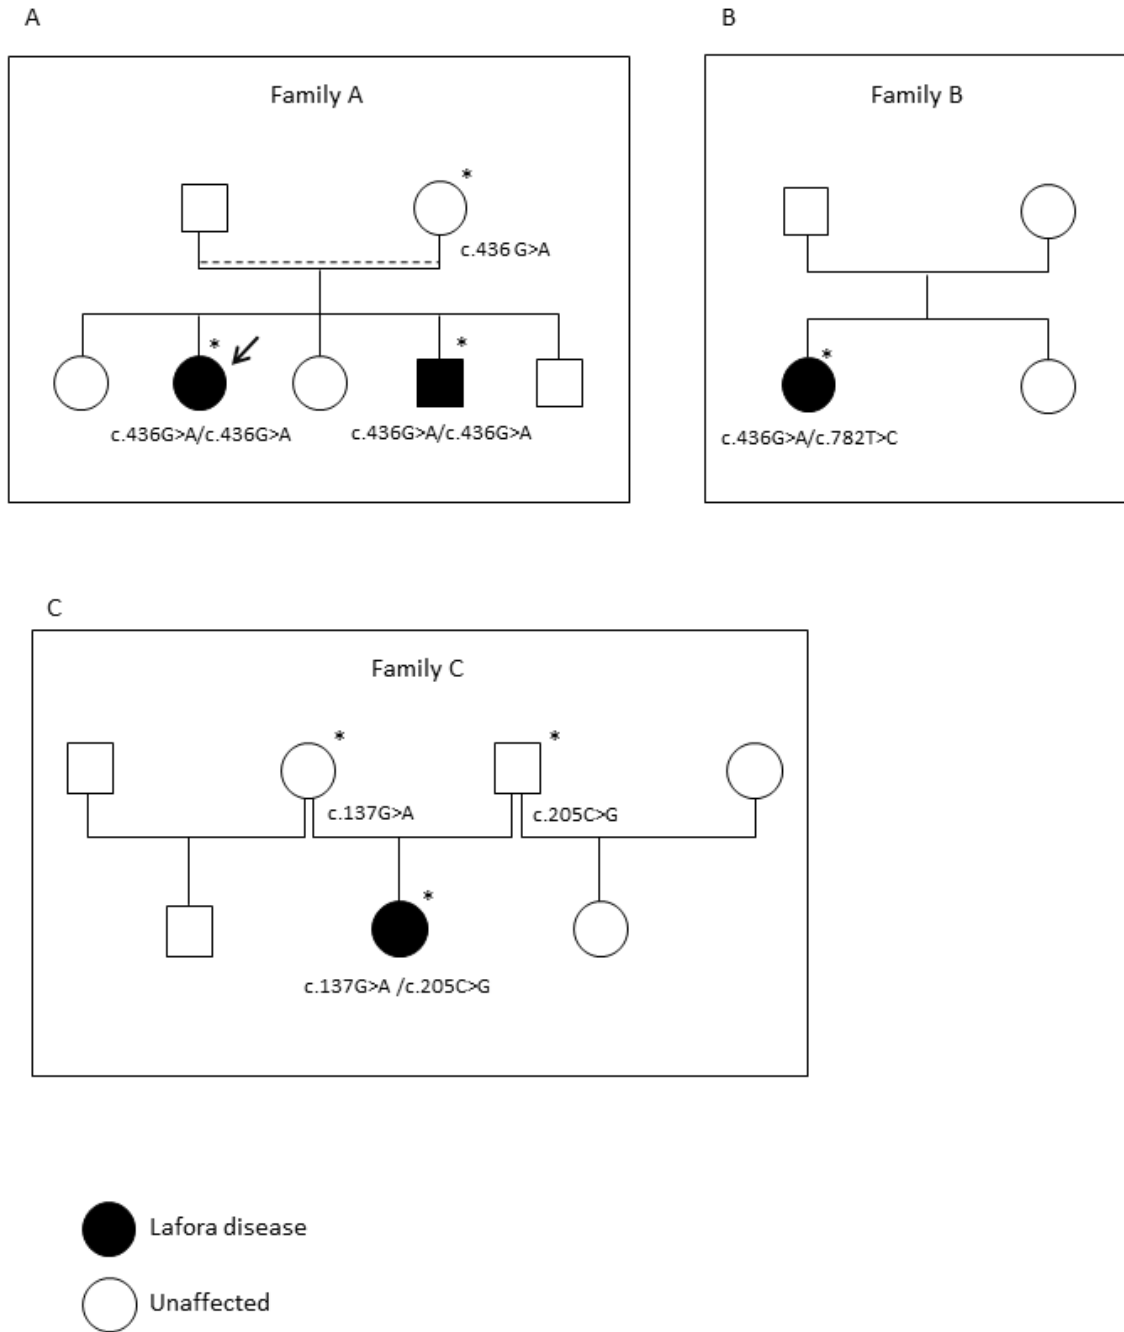 A
B
Family A
Family B
*
c.436 G>A
*
*
*
c.436G>A/c.436G>A
c.436G>A/c.436G>A
c.436G>A/c.782T>C
C
Family C
*
*
c.137G>A
c.205C>G
*
c.137G>A /c.205C>G
Lafora disease
Unaffected